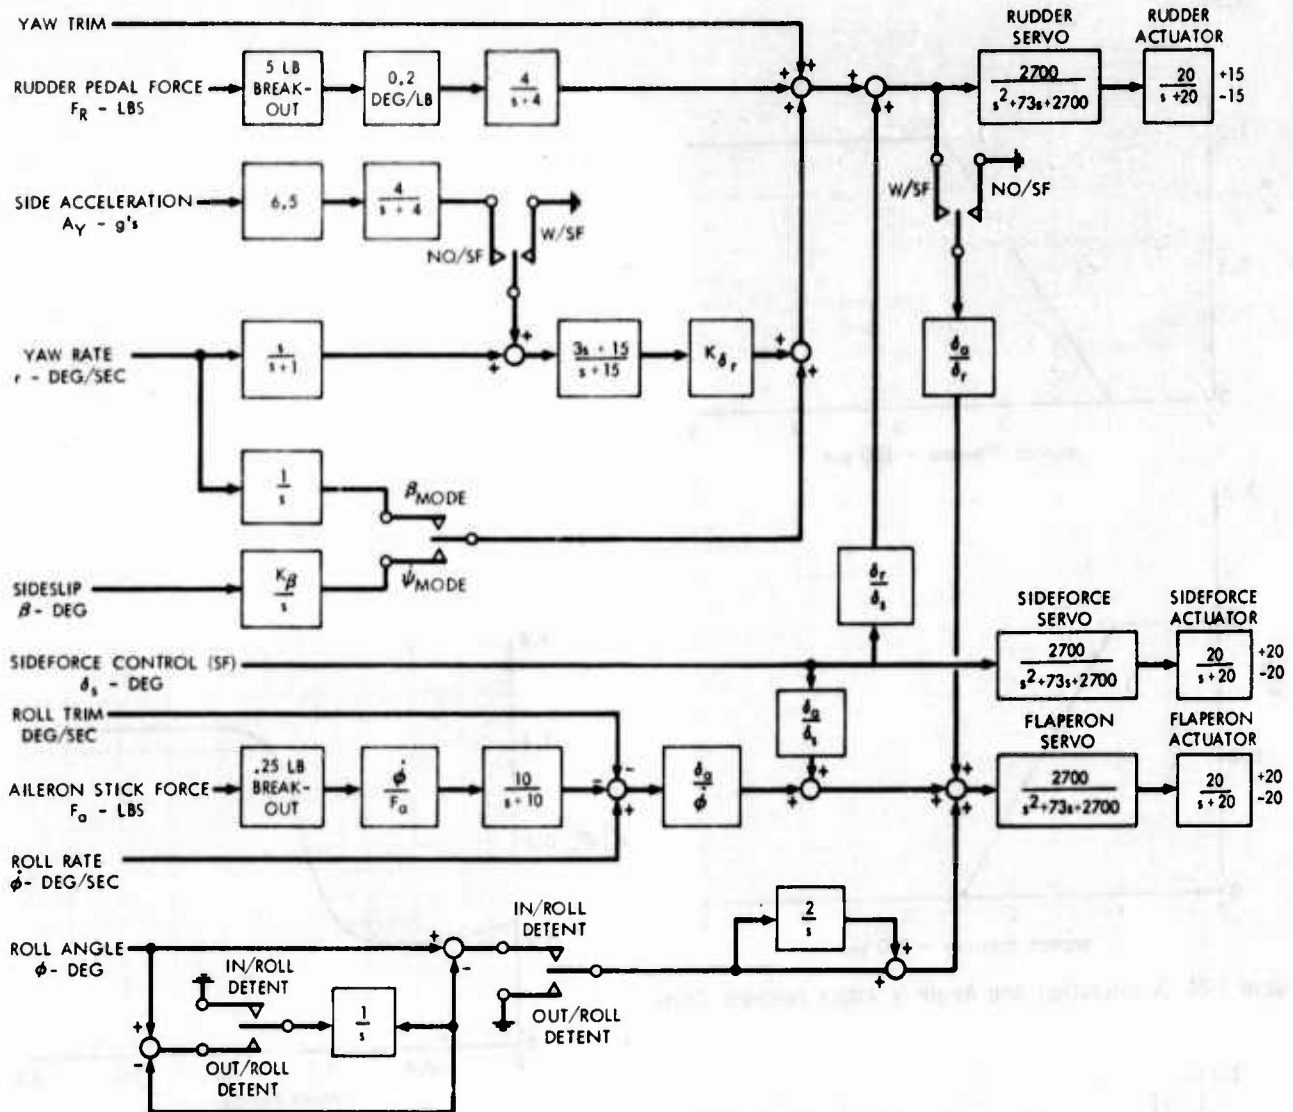 YAW TRIM
RUDDER PEDAL FORCE
F_R - LBS
5 LB
BREAK-
OUT
0.2
DEG/LB
4
s+4
+
+
+
+
+
RUDDER
SERVO
2700
s²+73s+2700
RUDDER
ACTUATOR
20
s+20
+15
-15
SIDE ACCELERATION
A_Y - g's
6.5
4
s + 4
NO/SF
W/SF
W/SF
NO/SF
YAW RATE
r - DEG/SEC
s
s+1
+
+
3s + 15
s+15
K_δr
+
+
δ_a
δ_r
1
s
β_MODE
ψ̇_MODE
SIDESLIP
β - DEG
K_β
s
δ_r
δ_s
SIDEFORCE CONTROL (SF)
δ_s - DEG
SIDEFORCE
SERVO
2700
s²+73s+2700
SIDEFORCE
ACTUATOR
20
s+20
+20
-20
ROLL TRIM
DEG/SEC
δ_a
δ_s
AILERON STICK FORCE
F_a - LBS
.25 LB
BREAK-
OUT
φ̇
F_a
10
s+10
-
-
+
δ_a
φ̇
+
+
+
+
+
FLAPERON
SERVO
2700
s²+73s+2700
FLAPERON
ACTUATOR
20
s+20
+20
-20
ROLL RATE
φ̇- DEG/SEC
ROLL ANGLE
φ- DEG
+
-
IN/ROLL
DETENT
OUT/ROLL
DETENT
2
s
+
+
IN/ROLL
DETENT
+
-
OUT/ROLL
DETENT
1
s